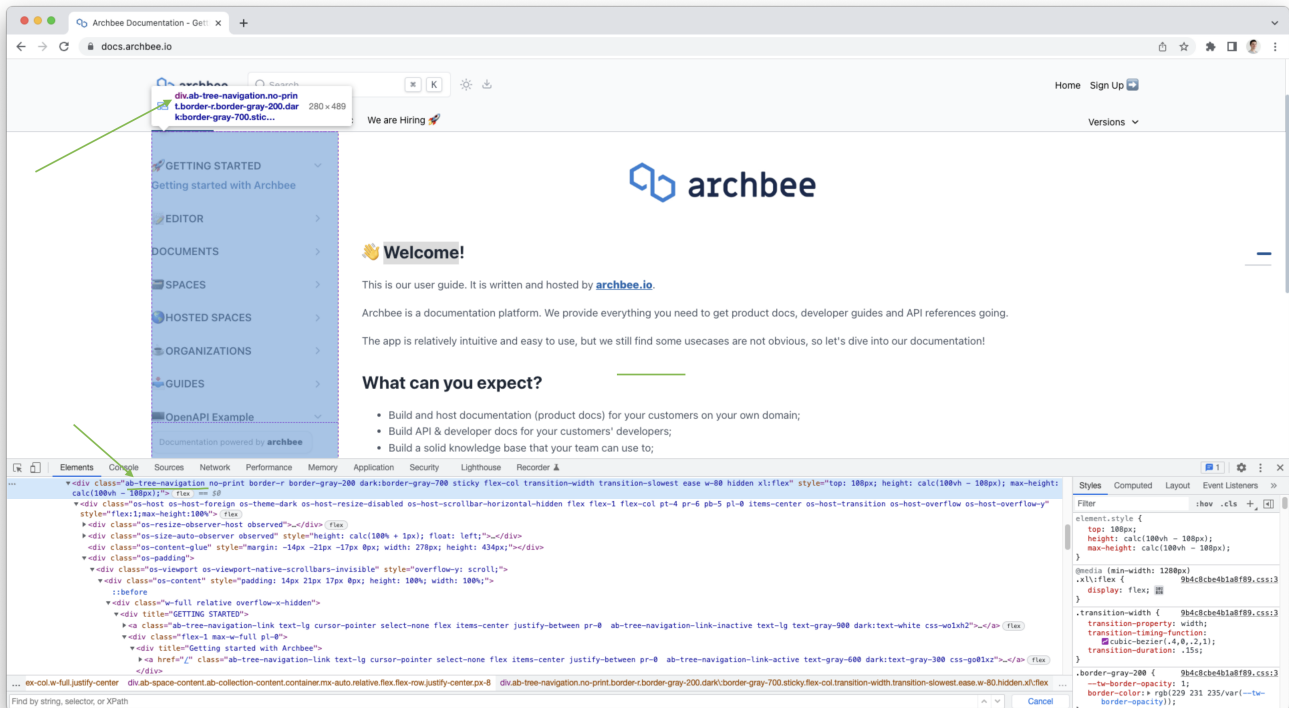 Archbee Documentation - Gett
docs.archbee.io
archbee
Search
⌘ K
Home Sign Up ➡️
div.ab-tree-navigation.no-prin
t.border-r.border-gray-200.dar
k:border-gray-700.stic... 280 × 489
We are Hiring 🚀
Versions
🚀GETTING STARTED
Getting started with Archbee
EDITOR
DOCUMENTS
SPACES
HOSTED SPACES
ORGANIZATIONS
GUIDES
OpenAPI Example
Documentation powered by archbee
archbee
👋 Welcome!
This is our user guide. It is written and hosted by archbee.io.
Archbee is a documentation platform. We provide everything you need to get product docs, developer guides and API references going.
The app is relatively intuitive and easy to use, but we still find some usecases are not obvious, so let's dive into our documentation!
What can you expect?
• Build and host documentation (product docs) for your customers on your own domain;
• Build API & developer docs for your customers' developers;
• Build a solid knowledge base that your team can use to;
Elements Console Sources Network Performance Memory Application Security Lighthouse Recorder 1
… <div class="ab-tree-navigation no-print border-r border-gray-200 dark:border-gray-700 sticky flex-col transition-width transition-slowest ease w-80 hidden xl:flex" style="top: 108px; height: calc(100vh - 108px); max-height:
calc(100vh - 108px);"> flex == $0
<div class="os-host os-host-foreign os-theme-dark os-host-resize-disabled os-host-scrollbar-horizontal-hidden flex flex-1 flex-col pt-4 pr-6 pb-5 pl-0 items-center os-host-transition os-host-overflow os-host-overflow-y"
style="flex:1;max-height:100%"> flex
<div class="os-resize-observer-host observed">…</div> flex
<div class="os-size-auto-observer observed" style="height: calc(100% + 1px); float: left;">…</div>
<div class="os-content-glue" style="margin: -14px -21px -17px 0px; width: 278px; height: 434px;"></div>
<div class="os-padding">
<div class="os-viewport os-viewport-native-scrollbars-invisible" style="overflow-y: scroll;">
<div class="os-content" style="padding: 14px 21px 17px 0px; height: 100%; width: 100%;">
::before
<div class="w-full relative overflow-x-hidden">
<div title="GETTING STARTED">
<a class="ab-tree-navigation-link text-lg cursor-pointer select-none flex items-center justify-between pr-0 ab-tree-navigation-link-inactive text-lg text-gray-900 dark:text-white css-wo1xh2">…</a> flex
<div class="flex-1 max-w-full pl-0">
<div title="Getting started with Archbee">
<a href="/" class="ab-tree-navigation-link text-lg cursor-pointer select-none flex items-center justify-between pr-0 ab-tree-navigation-link-active text-gray-600 dark:text-gray-300 css-go01xz">…</a> flex
</div>
… ex-col.w-full.justify-center div.ab-space-content.ab-collection-content.container.mx-auto.relative.flex.flex-row.justify-center.px-8 div.ab-tree-navigation.no-print.border-r.border-gray-200.dark\:border-gray-700.sticky.flex-col.transition-width.transition-slowest.ease.w-80.hidden.xl\:flex …
Find by string, selector, or XPath Cancel
Styles Computed Layout Event Listeners »
Filter :hov .cls +
element.style {
top: 108px;
height: calc(100vh - 108px);
max-height: calc(100vh - 108px);
}
@media (min-width: 1280px)
.xl\:flex { 9b4c8cbe4b1a8f89.css:3
display: flex;
}
.transition-width { 9b4c8cbe4b1a8f89.css:3
transition-property: width;
transition-timing-function:
cubic-bezier(.4,0,.2,1);
transition-duration: .15s;
}
.border-gray-200 { 9b4c8cbe4b1a8f89.css:3
--tw-border-opacity: 1;
border-color: rgb(229 231 235/var(--tw-
border-opacity));